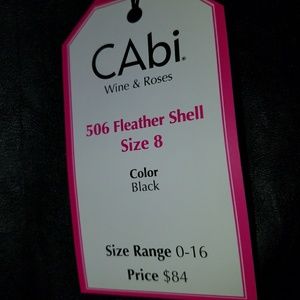 CAbi®
Wine & Roses
506 Fleather Shell
Size 8
Color
Black
Size Range 0-16
Price $84